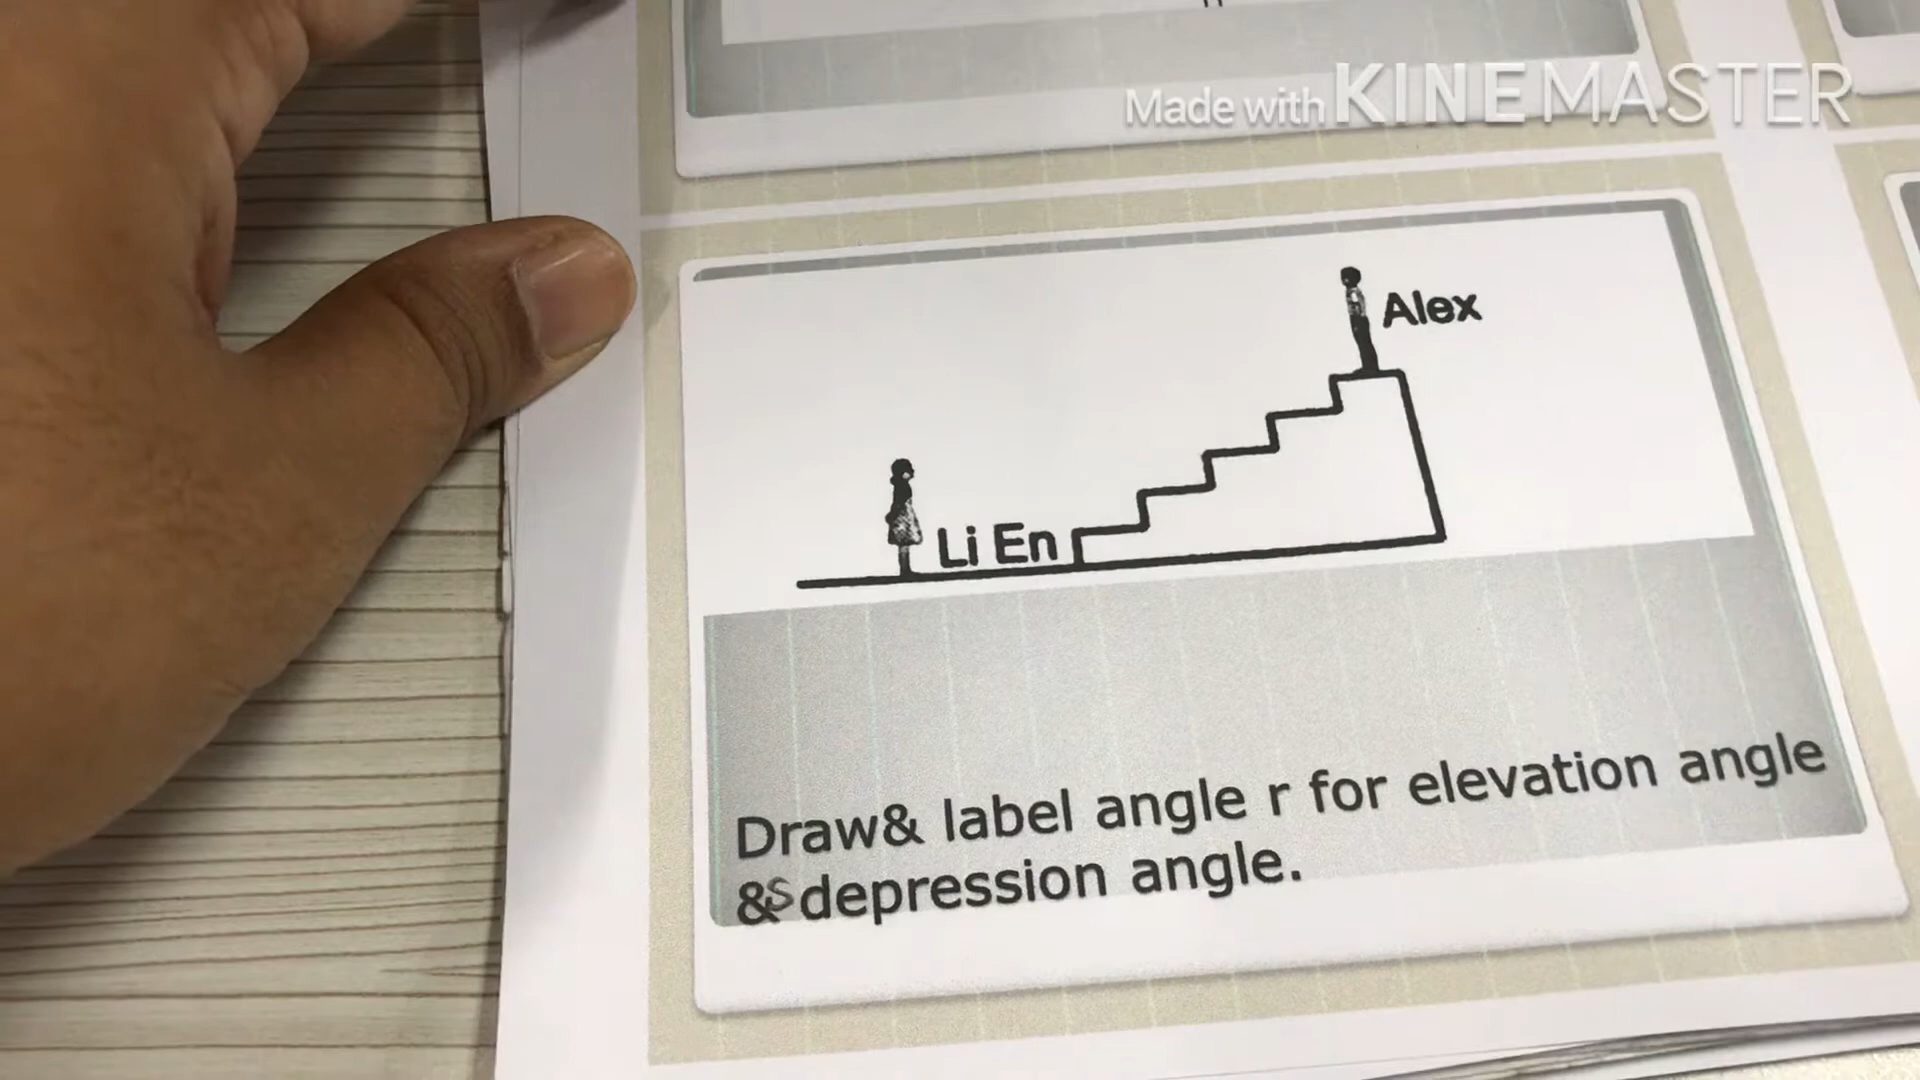 Made with KINEMASTER
Alex
Li En
Draw& label angle r for elevation angle
&s depression angle.